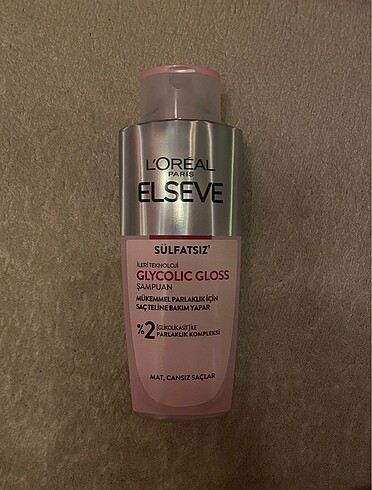 L'ORÉAL
PARIS
ELSEVE
SÜLFATSIZ¹
İLERİ TEKNOLOJİ
GLYCOLIC GLOSS
ŞAMPUAN
MÜKEMMEL PARLAKLIK İÇİN
SAÇ TELİNE BAKIM YAPAR
%2 [GLİKOLİK ASİT] İLE
PARLAKLIK KOMPLEKSİ
MAT, CANSIZ SAÇLAR